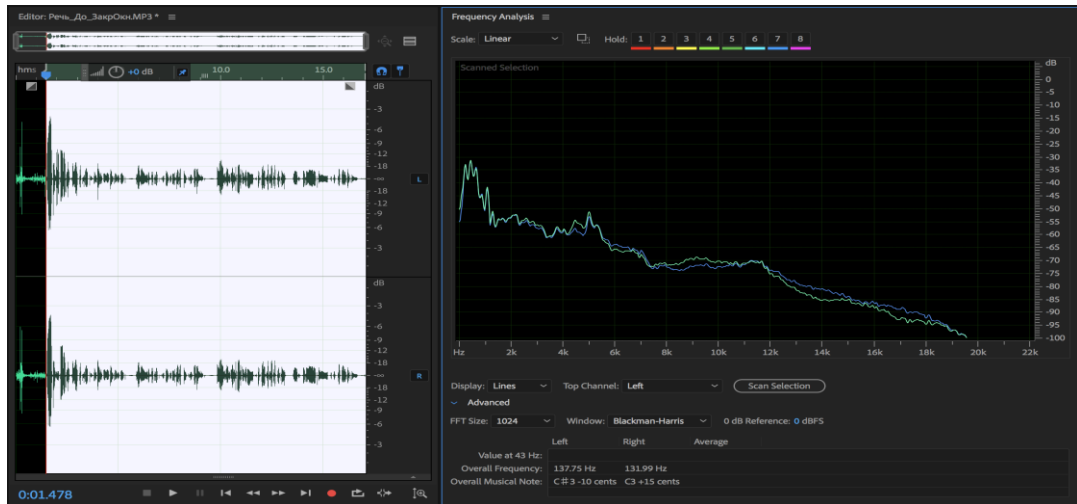 Editor: Речь_До_ЗакрОкн.MP3 *
hms
+0 dB
10.0
15.0
dB
-3
-6
-9
-12
-18
-∞
-18
-12
-9
-6
-3
L
dB
-3
-6
-9
-12
-18
-∞
-18
-12
-9
-6
-3
R
0:01.478
Frequency Analysis
Scale: Linear
Hold: 1 2 3 4 5 6 7 8
Scanned Selection
dB
0
-5
-10
-15
-20
-25
-30
-35
-40
-45
-50
-55
-60
-65
-70
-75
-80
-85
-90
-95
-100
Hz 2k 4k 6k 8k 10k 12k 14k 16k 18k 20k 22k
Display: Lines Top Channel: Left Scan Selection
Advanced
FFT Size: 1024 Window: Blackman-Harris 0 dB Reference: 0 dBFS
Left Right Average
Value at 43 Hz:
Overall Frequency: 137.75 Hz 131.99 Hz
Overall Musical Note: C#3 -10 cents C3 +15 cents